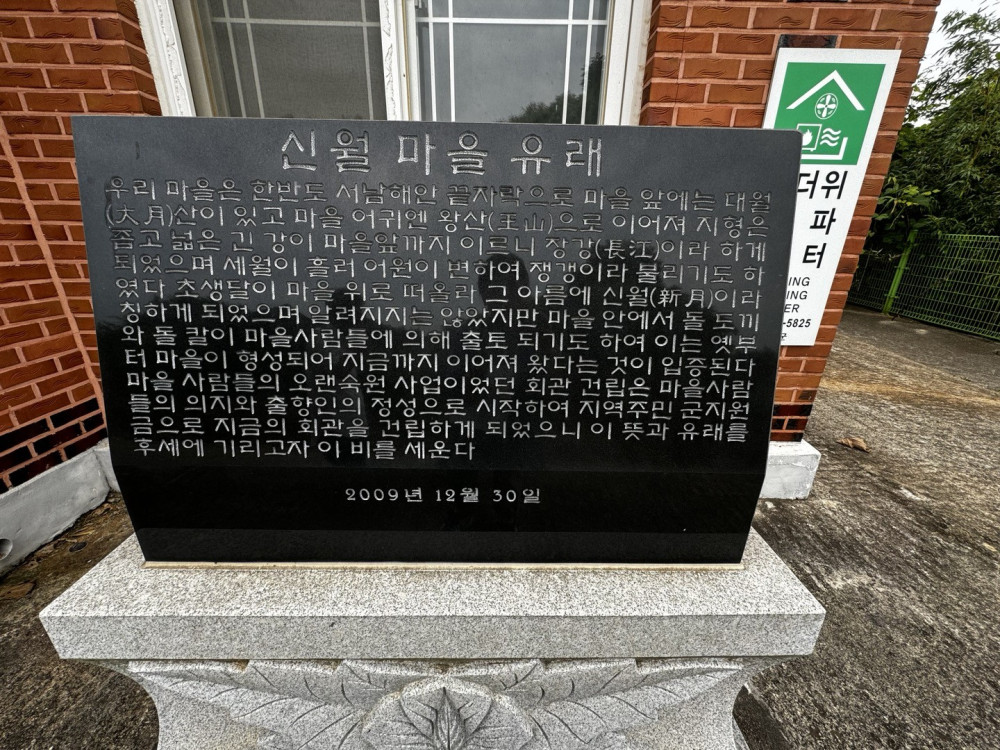 신월 마을 유래
우리 마을은 한반도 서남해안 끝자락으로 마을 앞에는 대월
(大月)산이 있고 마을 어귀엔 왕산(王山)으로 이어져 지형은
좁고 넓은 긴 강이 마을앞까지 이르니 장강(長江)이라 하게
되었으며 세월이 흘러 어원이 변하여 쟁갱이라 불리기도 하
였다 초생달이 마을 위로 떠올라 그 아름에 신월(新月)이라
칭하게 되었으며 알려지지는 않았지만 마을 안에서 돌 도끼
와 돌 칼이 마을사람들에 의해 출토 되기도 하여 이는 옛부
터 마을이 형성되어 지금까지 이어져 왔다는 것이 입증된다
마을 사람들의 오랜숙원 사업이었던 회관 건립은 마을사람
들의 의지와 출향인의 정성으로 시작하여 지역주민 군지원
금으로 지금의 회관을 건립하게 되었으니 이 뜻과 유래를
후세에 기리고자 이 비를 세운다
2009년 12월 30일
더위
파
터
ING
ING
ER
-5825